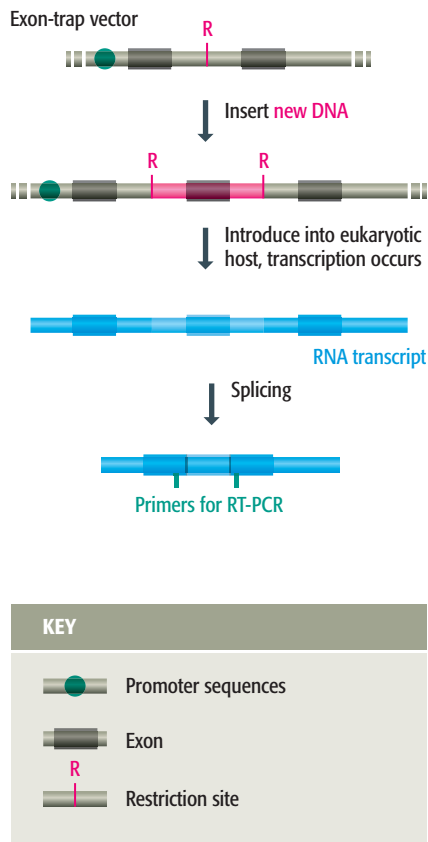 Exon-trap vector
R
Insert new DNA
R R
Introduce into eukaryotic
host, transcription occurs
RNA transcript
Splicing
Primers for RT-PCR
KEY
Promoter sequences
Exon
R
Restriction site